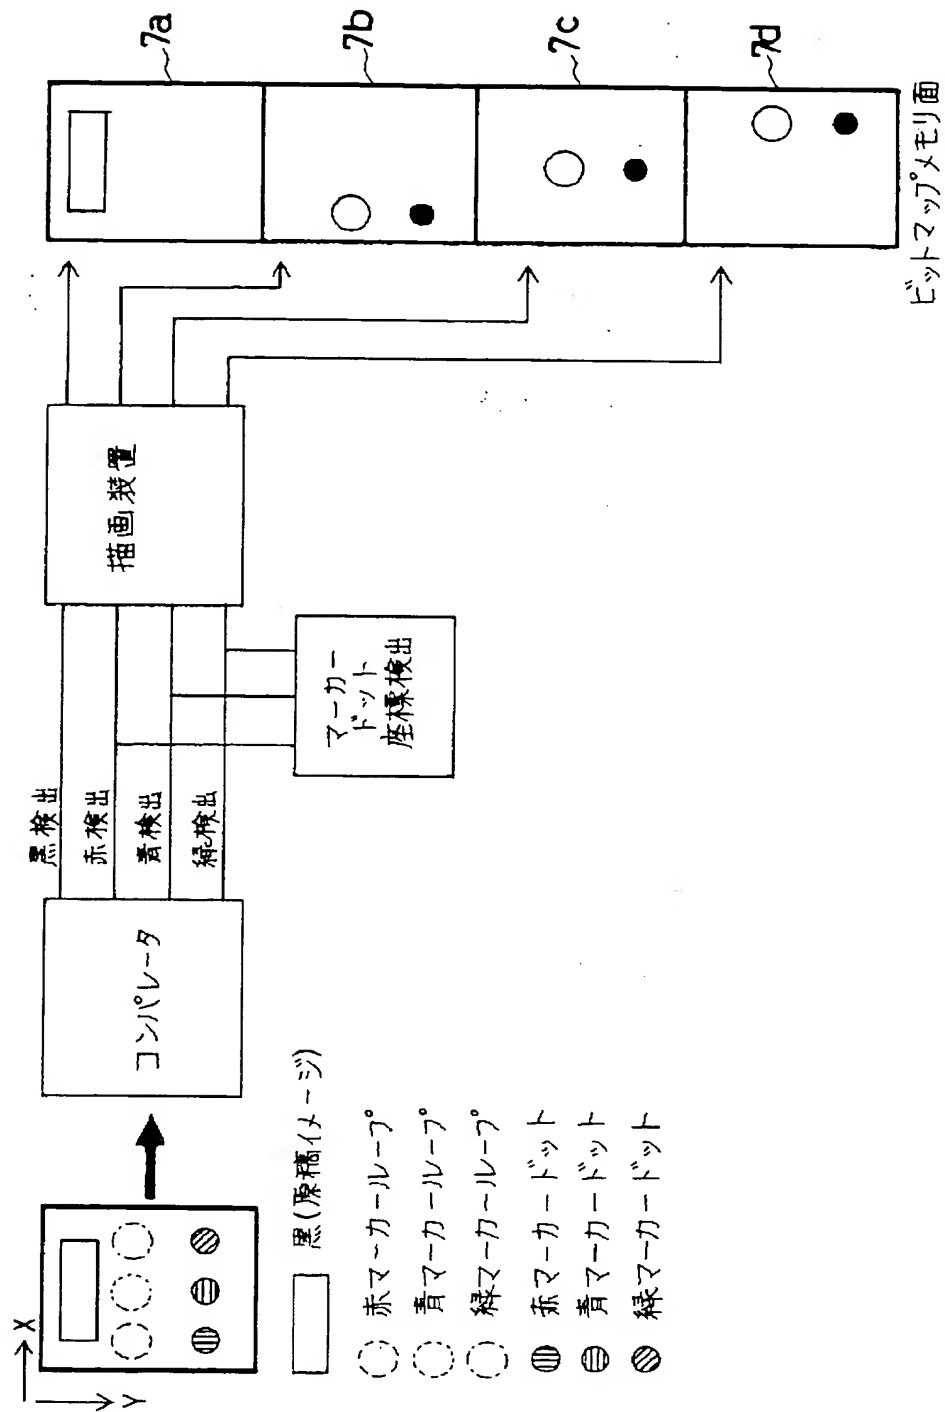 X
Y
コンパレータ
黒検出
赤検出
青検出
緑検出
マーカー
ドット
座標検出
描画装置
7a
7b
7c
7d
ビットマップメモリ面
黒(原稿イメージ)
赤マーカーループ
青マーカーループ
緑マーカーループ
赤マーカードット
青マーカードット
緑マーカードット